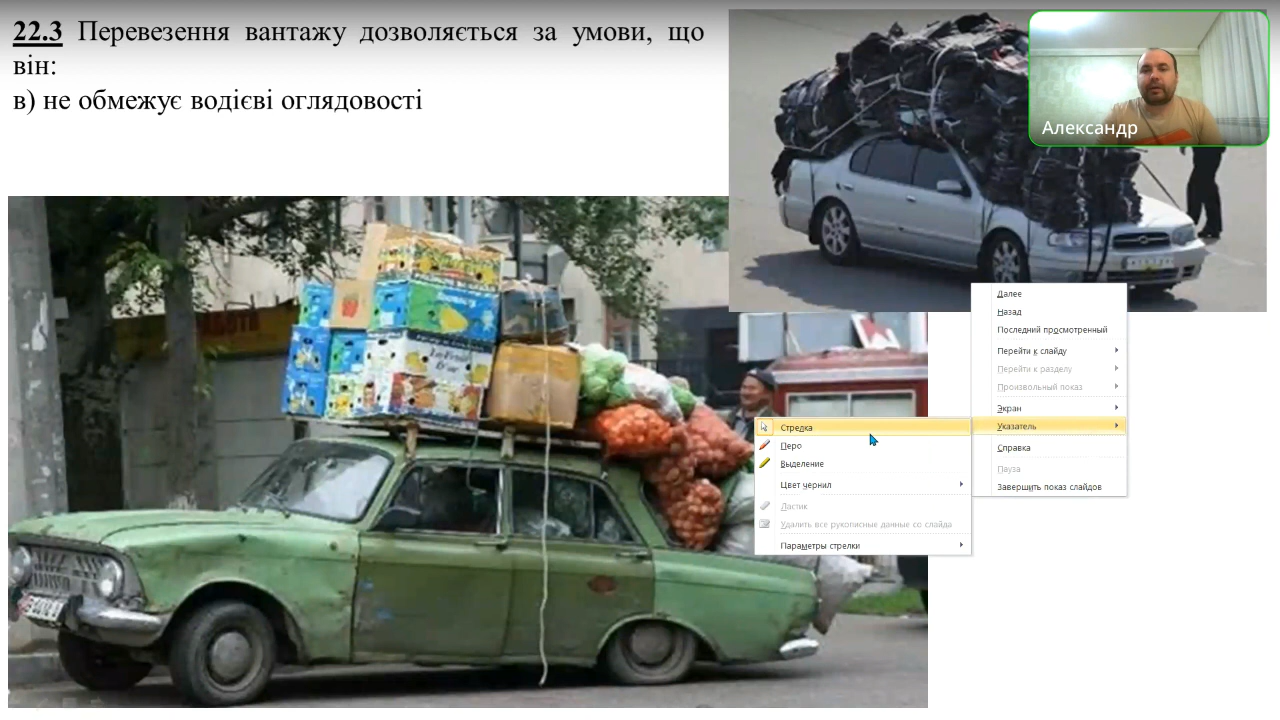 22.3 Перевезення вантажу дозволяється за умови, що
він:
в) не обмежує водієві оглядовості
Александр
Далее
Назад
Последний просмотренный
Перейти к слайду
Перейти к разделу
Произвольный показ
Экран
Указатель
Справка
Пауза
Завершить показ слайдов
Стрелка
Перо
Выделение
Цвет чернил
Ластик
Удалить все рукописные данные со слайда
Параметры стрелки